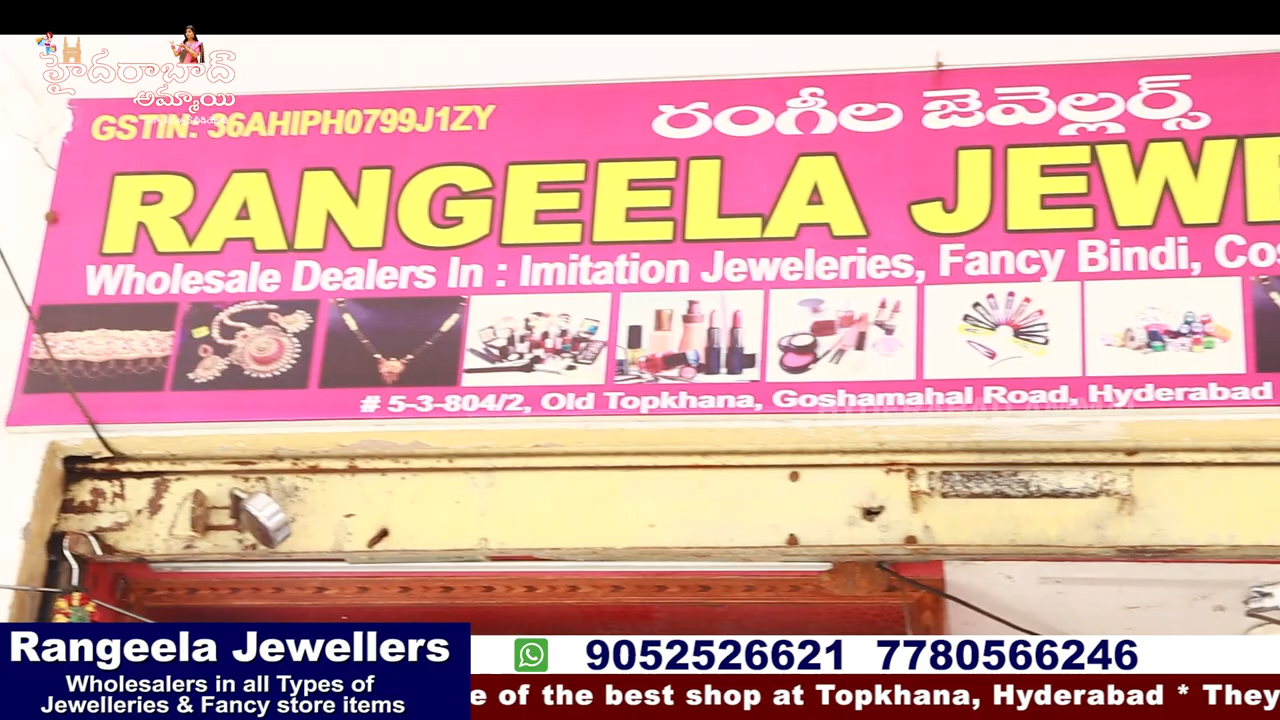 హైదరాబాద్
అమ్మాయి
GSTIN: 36AHIPH0799J1ZY
రంగీల జెవెల్లర్స్
RANGEELA JEWE
Wholesale Dealers In : Imitation Jeweleries, Fancy Bindi, Cos
# 5-3-804/2, Old Topkhana, Goshamahal Road, Hyderabad
HYDERABAD AMMAI
Rangeela Jewellers
Wholesalers in all Types of
Jewelleries & Fancy store items
9052526621 7780566246
e of the best shop at Topkhana, Hyderabad * They